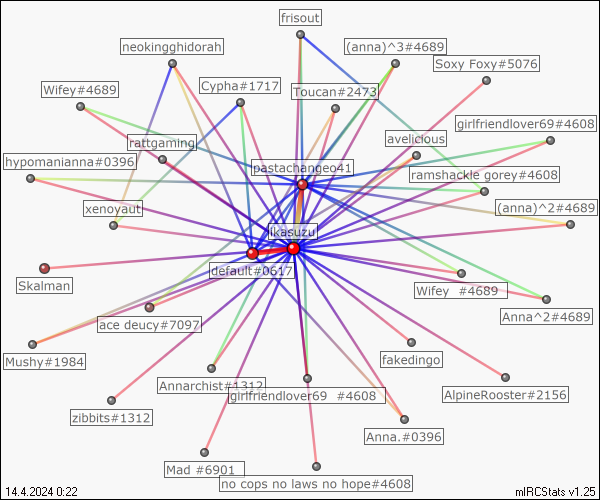 frisout
neokingghidorah
(anna)^3#4689
Soxy Foxy#5076
Wifey#4689
Cypha#1717
Toucan#2473
girlfriendlover69#4608
rattgaming
avelicious
hypomanianna#0396
pastachangeo41
ramshackle gorey#4608
xenoyaut
(anna)^2#4689
likasuzu
default#0617
Skalman
Wifey #4689
Anna^2#4689
ace deucy#7097
Mushy#1984
fakedingo
Annarchist#1312
girlfriendlover69 #4608
AlpineRooster#2156
zibbits#1312
Anna.#0396
Mad #6901
no cops no laws no hope#4608
14.4.2024 0:22
mIRCStats v1.25